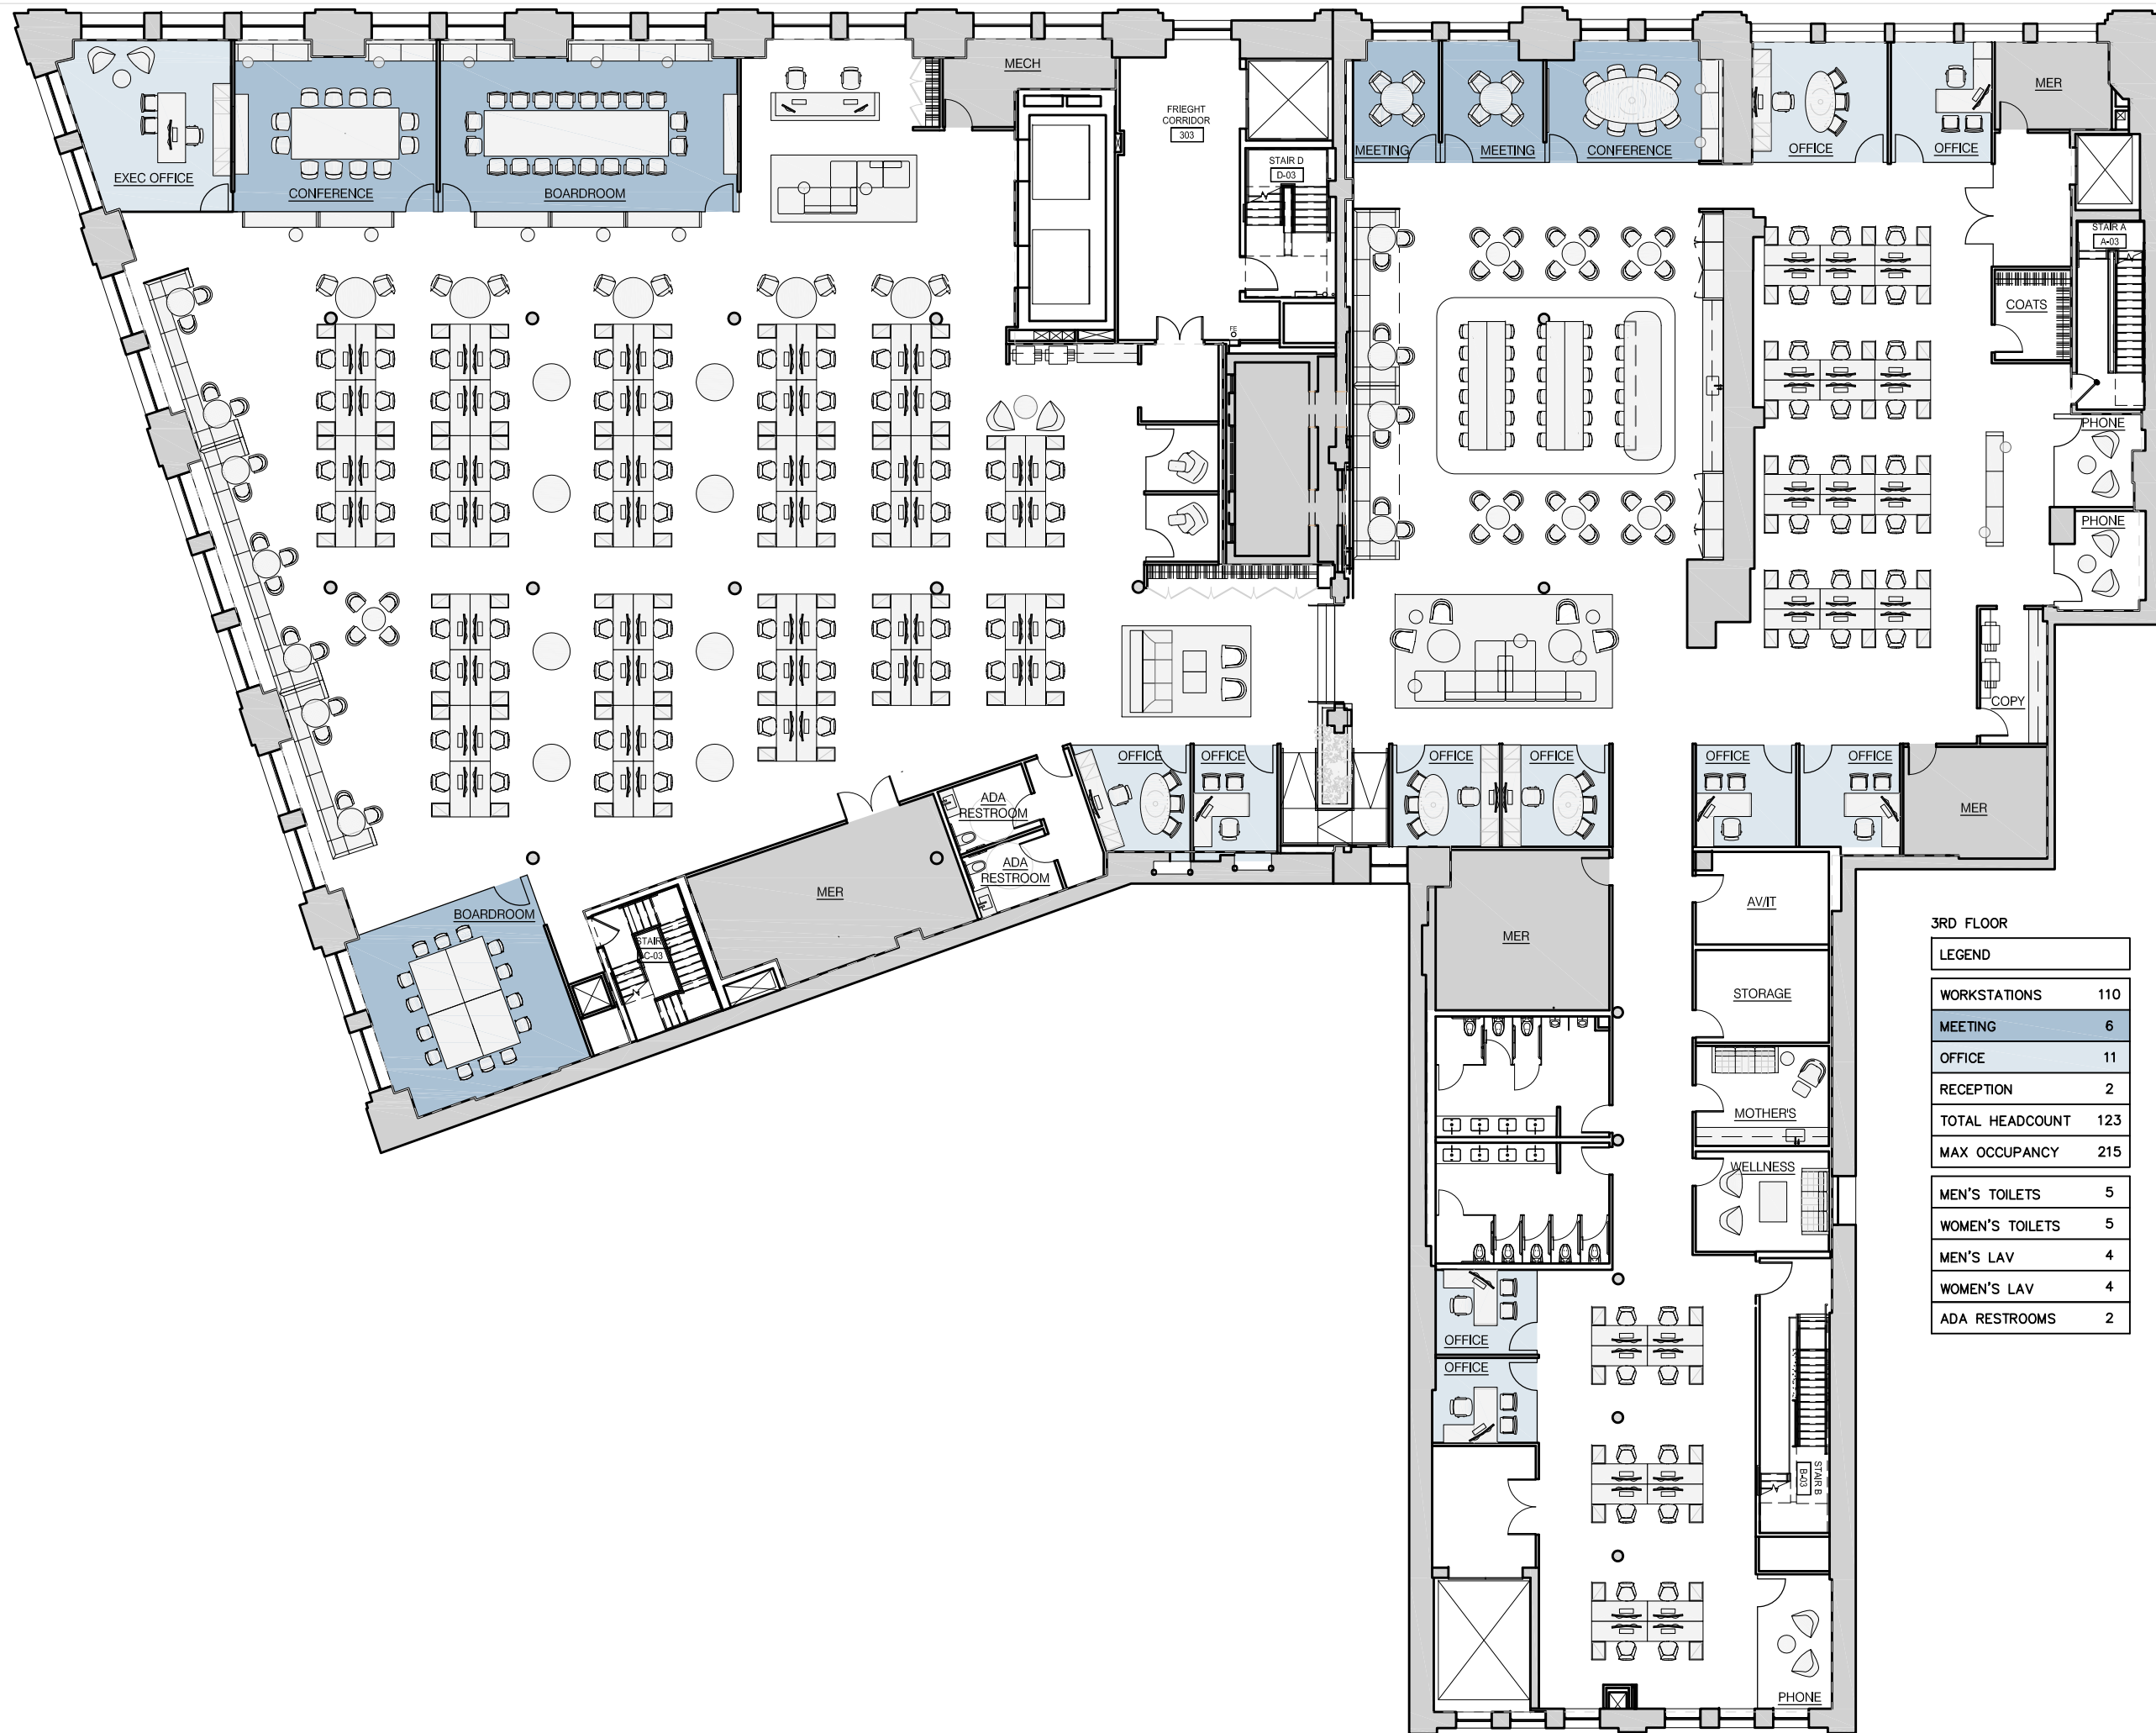 MECH
FRIEGHT
CORRIDOR
303
STAIR D
D-03
MER
EXEC OFFICE
CONFERENCE
BOARDROOM
MEETING
MEETING
CONFERENCE
OFFICE
OFFICE
STAIR A
A-03
COATS
FE
PHONE
PHONE
COPY
OFFICE
OFFICE
OFFICE
OFFICE
OFFICE
OFFICE
MER
ADA
RESTROOM
ADA
RESTROOM
MER
BOARDROOM
STAIR C
C-03
MER
AV/IT
STORAGE
MOTHER'S
WELLNESS
OFFICE
OFFICE
STAIR B
B-03
PHONE
3RD FLOOR
LEGEND
WORKSTATIONS 110
MEETING 6
OFFICE 11
RECEPTION 2
TOTAL HEADCOUNT 123
MAX OCCUPANCY 215
MEN'S TOILETS 5
WOMEN'S TOILETS 5
MEN'S LAV 4
WOMEN'S LAV 4
ADA RESTROOMS 2